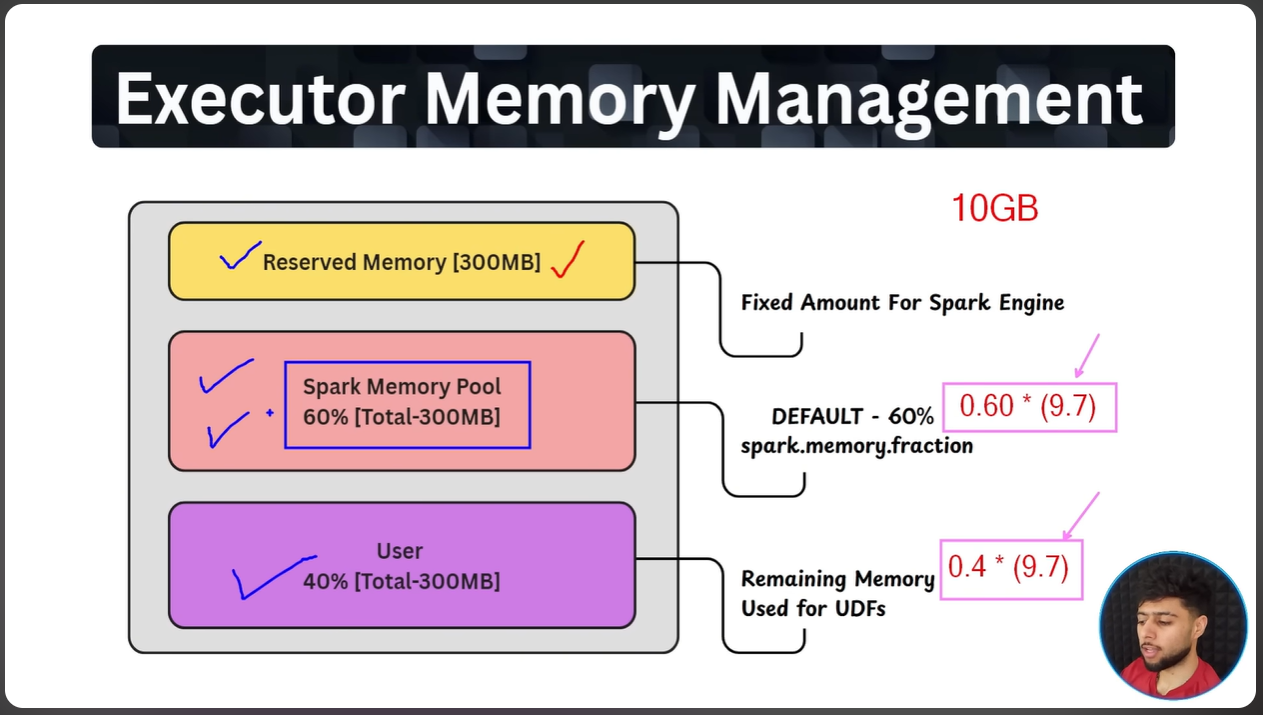 Executor Memory Management
10GB
Reserved Memory [300MB]
Fixed Amount For Spark Engine
Spark Memory Pool
60% [Total-300MB]
DEFAULT - 60%
0.60 * (9.7)
spark.memory.fraction
User
40% [Total-300MB]
Remaining Memory
Used for UDFs
0.4 * (9.7)